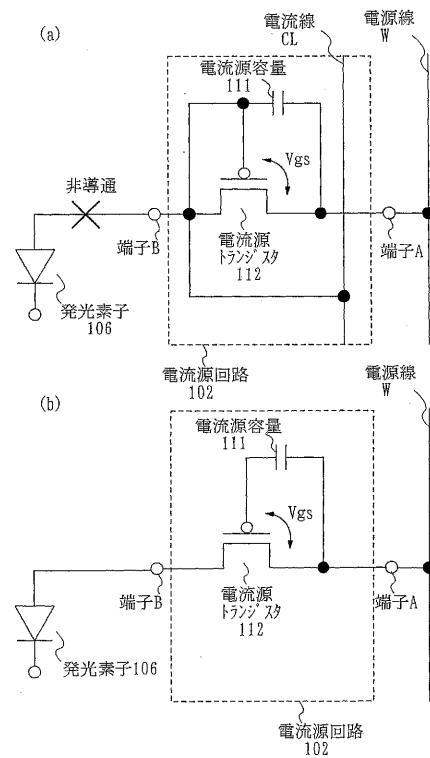 (a)
電流線
CL
電源線
W
電流源容量
111
Vgs
非導通
端子B
電流源
トランジスタ
112
端子A
発光素子
106
電流源回路
102
(b)
電源線
W
電流源容量
111
Vgs
端子B
電流源
トランジスタ
112
端子A
発光素子106
電流源回路
102